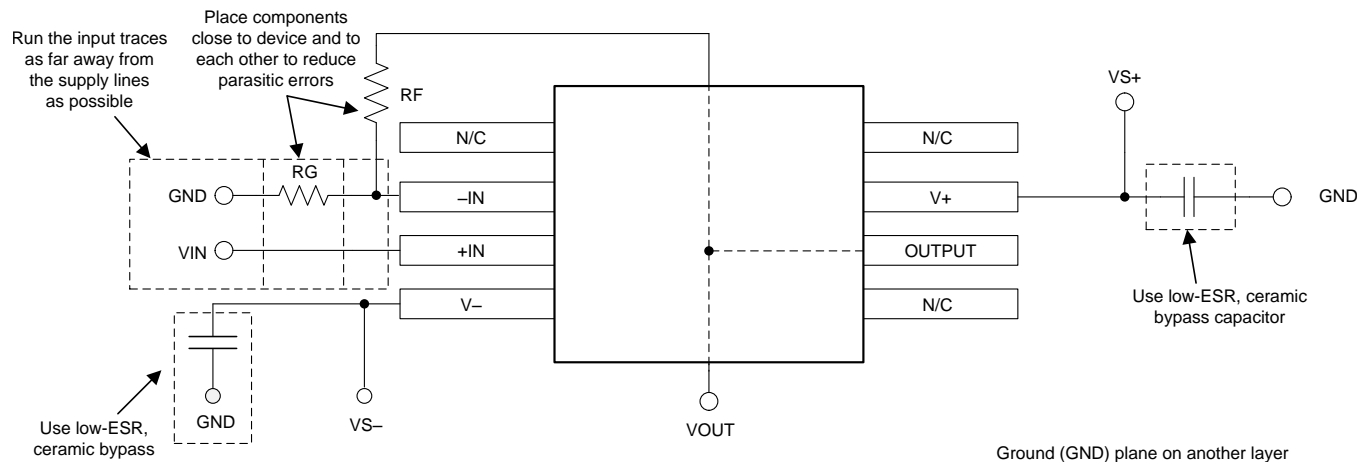 Run the input traces
as far away from
the supply lines
as possible
Place components
close to device and to
each other to reduce
parasitic errors
RF
VS+
N/C
N/C
RG
GND
–IN
V+
GND
VIN
+IN
OUTPUT
V–
N/C
Use low-ESR, ceramic
bypass capacitor
GND
VS–
VOUT
Use low-ESR,
ceramic bypass
Ground (GND) plane on another layer